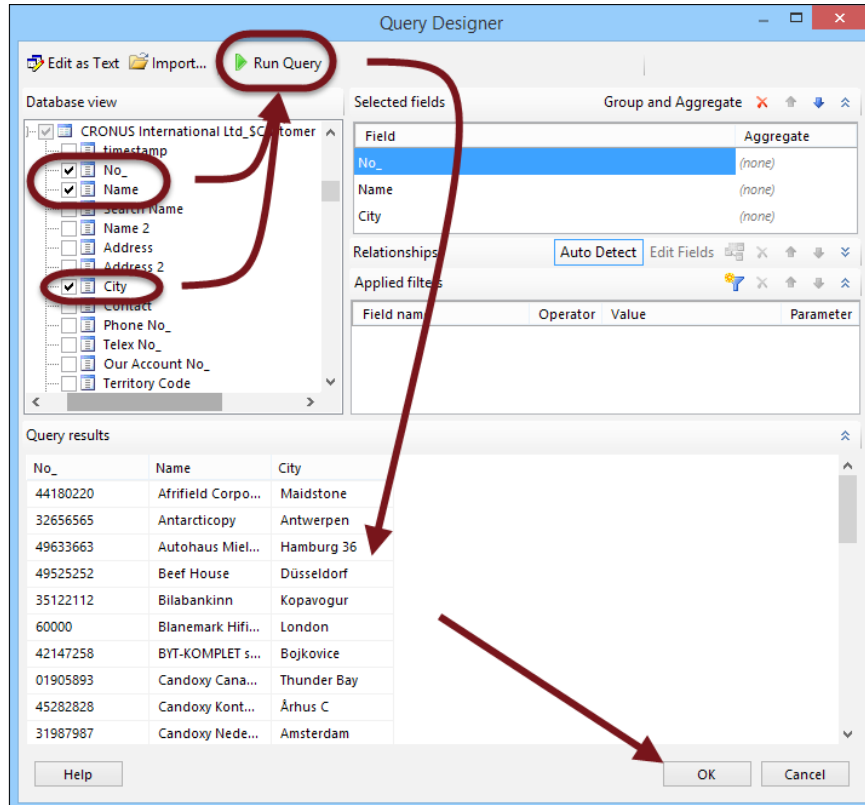 Query Designer
Edit as Text Import... Run Query
Database view
CRONUS International Ltd_$Customer
timestamp
No_
Name
Search Name
Name 2
Address
Address 2
City
Contact
Phone No_
Telex No_
Our Account No_
Territory Code
Selected fields Group and Aggregate
Field Aggregate
No_ (none)
Name (none)
City (none)
Relationships Auto Detect Edit Fields
Applied filters
Field name Operator Value Parameter
Query results
No_ Name City
44180220 Afrifield Corpo... Maidstone
32656565 Antarcticopy Antwerpen
49633663 Autohaus Miel... Hamburg 36
49525252 Beef House Düsseldorf
35122112 Bilabankinn Kopavogur
60000 Blanemark Hifi... London
42147258 BYT-KOMPLET s... Bojkovice
01905893 Candoxy Cana... Thunder Bay
45282828 Candoxy Kont... Århus C
31987987 Candoxy Nede... Amsterdam
Help OK Cancel